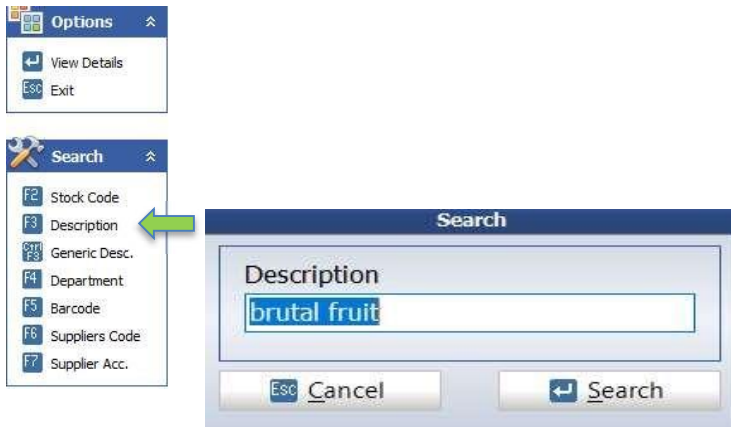 Options
View Details
Esc Exit
Search
F2 Stock Code
F3 Description
Ctrl F3 Generic Desc.
F4 Department
F5 Barcode
F6 Suppliers Code
F7 Supplier Acc.
Search
Description
brutal fruit
Esc Cancel
Search